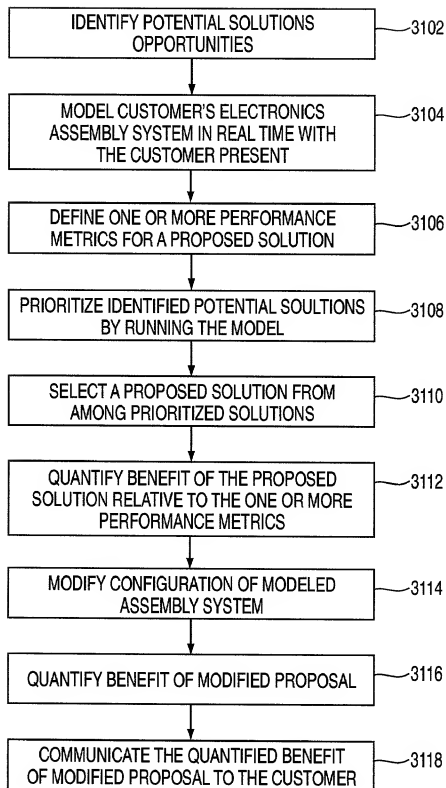 IDENTIFY POTENTIAL SOLUTIONS
OPPORTUNITIES
3102
MODEL CUSTOMER'S ELECTRONICS
ASSEMBLY SYSTEM IN REAL TIME WITH
THE CUSTOMER PRESENT
3104
DEFINE ONE OR MORE PERFORMANCE
METRICS FOR A PROPOSED SOLUTION
3106
PRIORITIZE IDENTIFIED POTENTIAL SOULTIONS
BY RUNNING THE MODEL
3108
SELECT A PROPOSED SOLUTION FROM
AMONG PRIORITIZED SOLUTIONS
3110
QUANTIFY BENEFIT OF THE PROPOSED
SOLUTION RELATIVE TO THE ONE OR MORE
PERFORMANCE METRICS
3112
MODIFY CONFIGURATION OF MODELED
ASSEMBLY SYSTEM
3114
QUANTIFY BENEFIT OF MODIFIED PROPOSAL
3116
COMMUNICATE THE QUANTIFIED BENEFIT
OF MODIFIED PROPOSAL TO THE CUSTOMER
3118